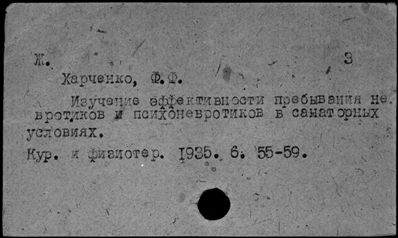 Ж. 3
Харченко, Ф.Ф.
Изучение эффективности пребывания не
вротиков и психоневротиков в санаторных
условиях.
Кур. и физиотер. 1935. 6. 55-59.